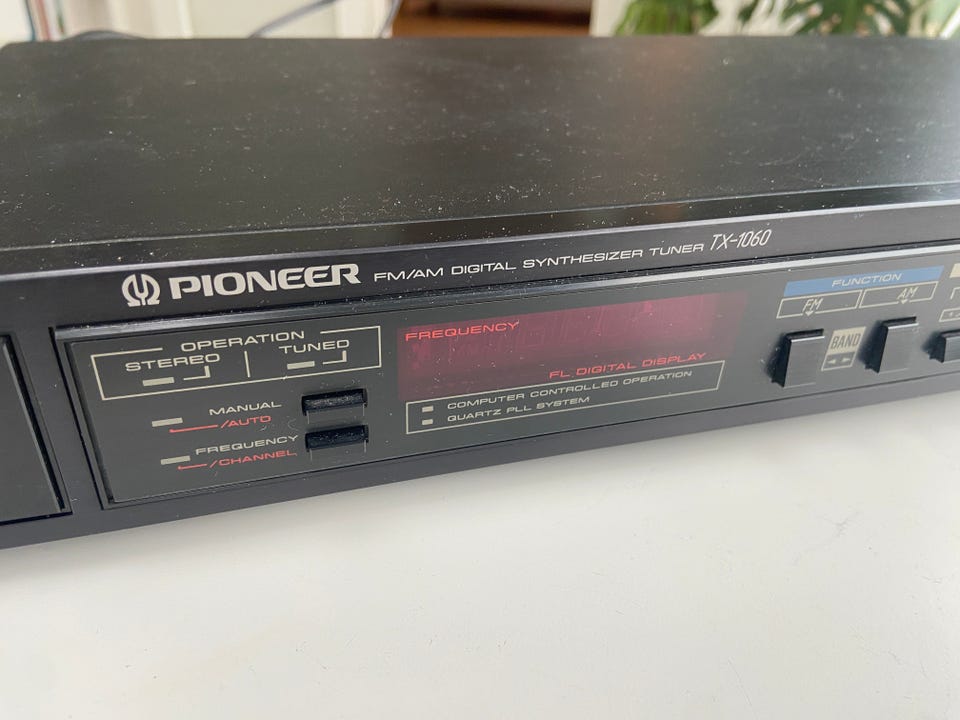 PIONEER FM/AM DIGITAL SYNTHESIZER TUNER TX-1060
OPERATION
STEREO TUNED
MANUAL
/AUTO
FREQUENCY
/CHANNEL
FREQUENCY
FL DIGITAL DISPLAY
COMPUTER CONTROLLED OPERATION
QUARTZ PLL SYSTEM
FUNCTION
FM AM
BAND